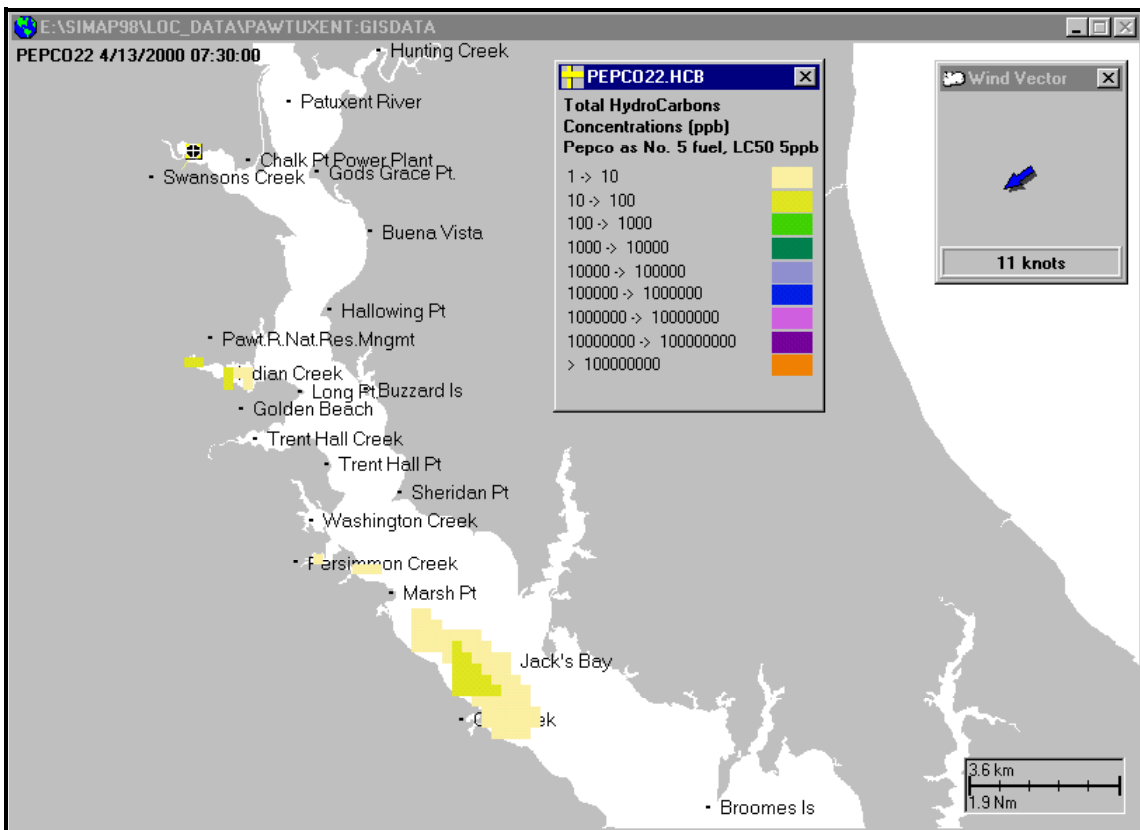 E:\SIMAP98\LOC_DATA\PAWTUXENT:GISDATA
PEPCO22 4/13/2000 07:30:00
Hunting Creek
Patuxent River
Chalk Pt.Power.Plant
Swansons Creek
Gods Grace Pt.
Buena Vista
Hallowing Pt
Pawt.R.Nat.Res.Mngmt
dian Creek
Long Pt.
Buzzard Is
Golden Beach
Trent Hall Creek
Trent Hall Pt
Sheridan Pt
Washington Creek
Persimmon Creek
Marsh Pt
Jack's Bay
Broomes Is
PEPCO22.HCB
Total HydroCarbons
Concentrations (ppb)
Pepco as No. 5 fuel, LC50 5ppb
1 -> 10
10 -> 100
100 -> 1000
1000 -> 10000
10000 -> 100000
100000 -> 1000000
1000000 -> 10000000
10000000 -> 100000000
> 100000000
Wind Vector
11 knots
3.6 km
1.9 Nm